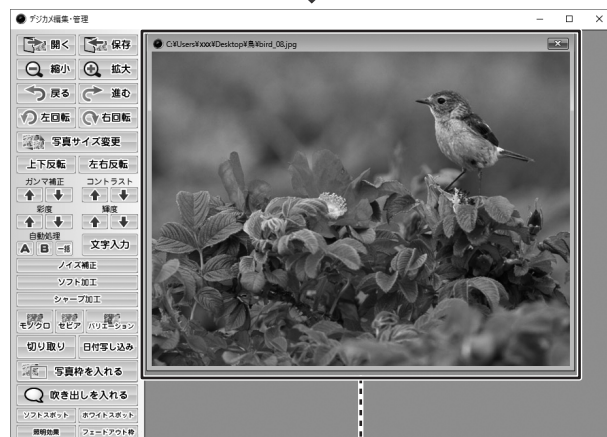 デジカメ編集・管理
開く 保存
縮小 拡大
戻る 進む
左回転 右回転
写真サイズ変更
上下反転 左右反転
ガンマ補正 コントラスト
彩度 輝度
自動処理
A B 一括 文字入力
ノイズ補正
ソフト加工
シャープ加工
モノクロ セピア バリエーション
切り取り 日付写し込み
写真枠を入れる
吹き出しを入れる
ソフトスポット ホワイトスポット
照明効果 フェードアウト枠
C:¥Users¥xxx¥Desktop¥鳥¥bird_08.jpg